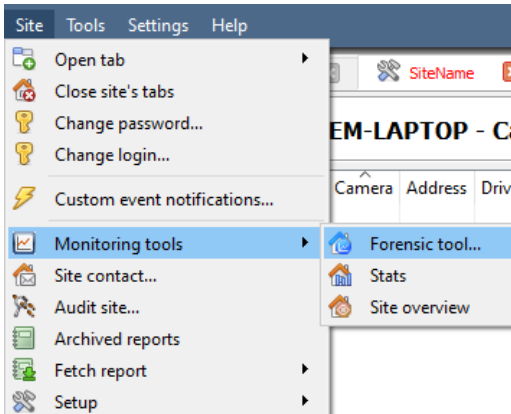 Site Tools Settings Help
Open tab
Close site's tabs
Change password...
Change login...
Custom event notifications...
Monitoring tools
Site contact...
Audit site...
Archived reports
Fetch report
Setup
SiteName
EM-LAPTOP - Ca
Camera Address Driv
Forensic tool...
Stats
Site overview